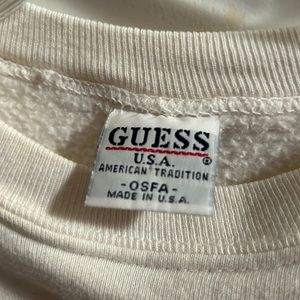 GUESS
U.S.A. ®
AMERICAN TRADITION
-OSFA-
MADE IN U.S.A.